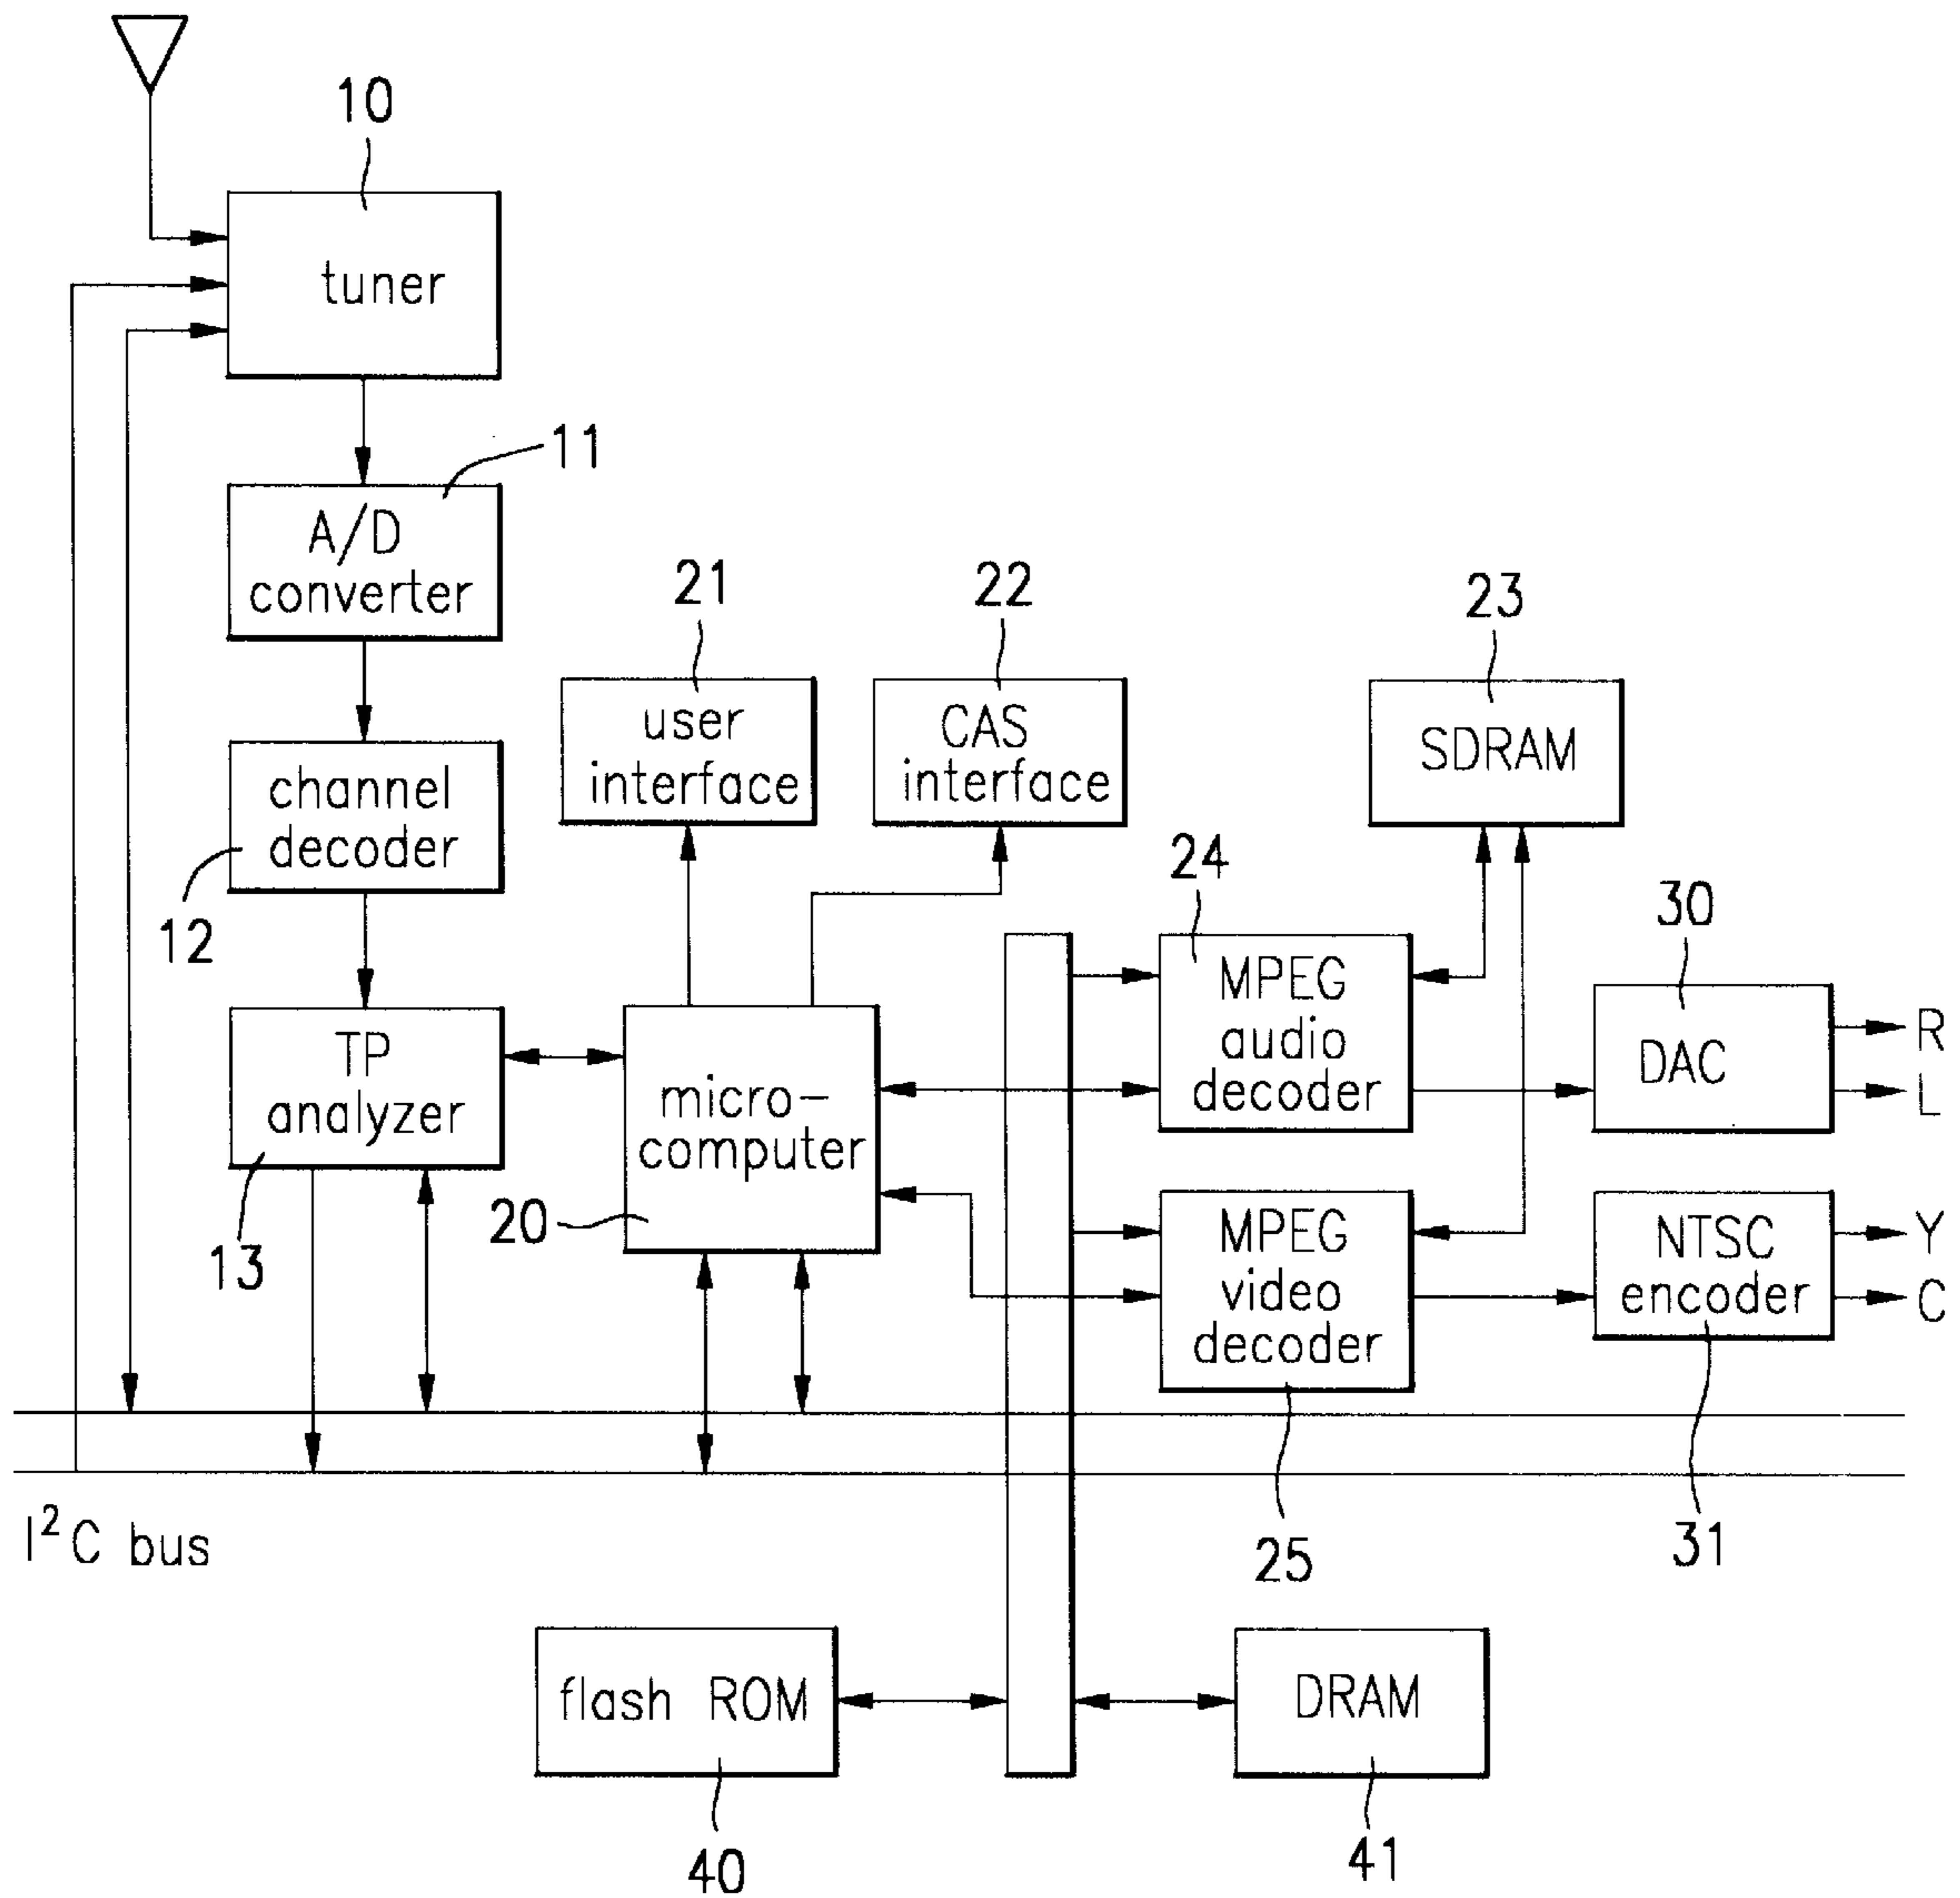 10
tuner
11
A/D
converter
21
22
23
user
interface
CAS
interface
SDRAM
channel
decoder
12
24
30
MPEG
audio
decoder
DAC
R
L
TP
analyzer
13
micro-
computer
20
MPEG
video
decoder
25
NTSC
encoder
31
Y
C
I²C bus
flash ROM
40
DRAM
41